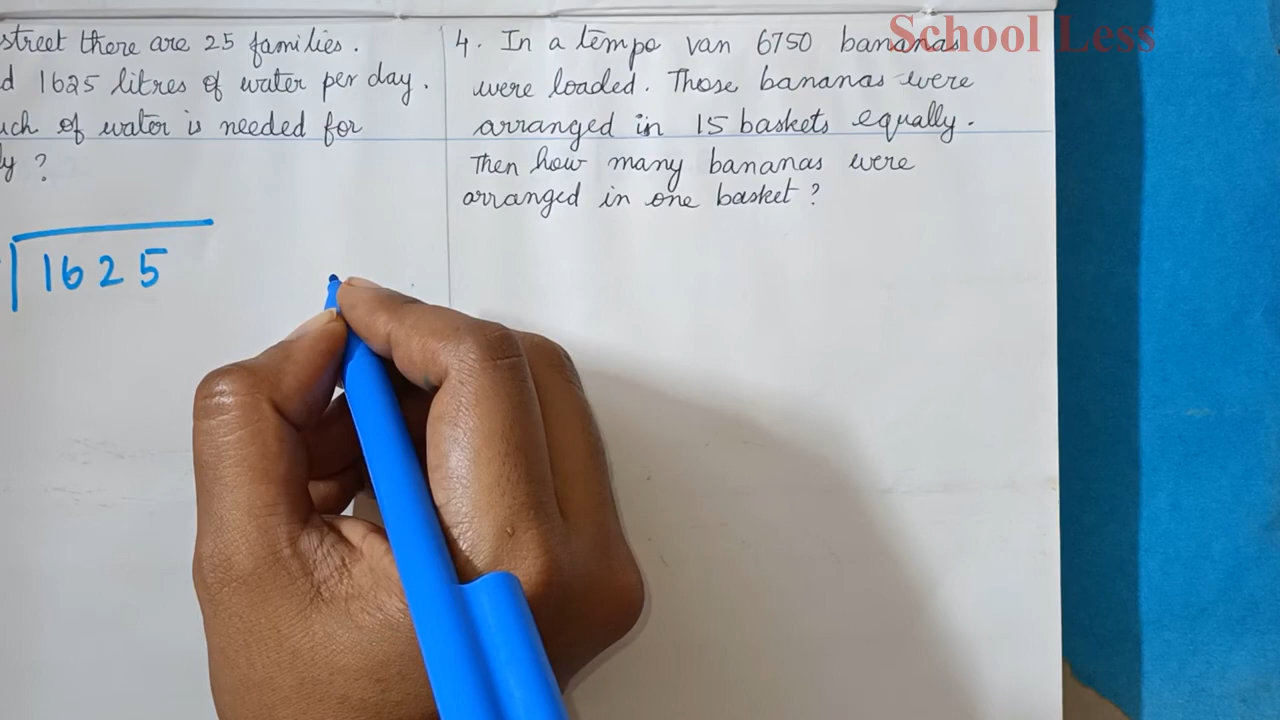 street there are 25 families.
d 1625 litres of water per day.
uch of water is needed for
ly ?
1625
4. In a tempo van 6750 bananas
were loaded. Those bananas were
arranged in 15 baskets equally.
Then how many bananas were
arranged in one basket ?
School Less